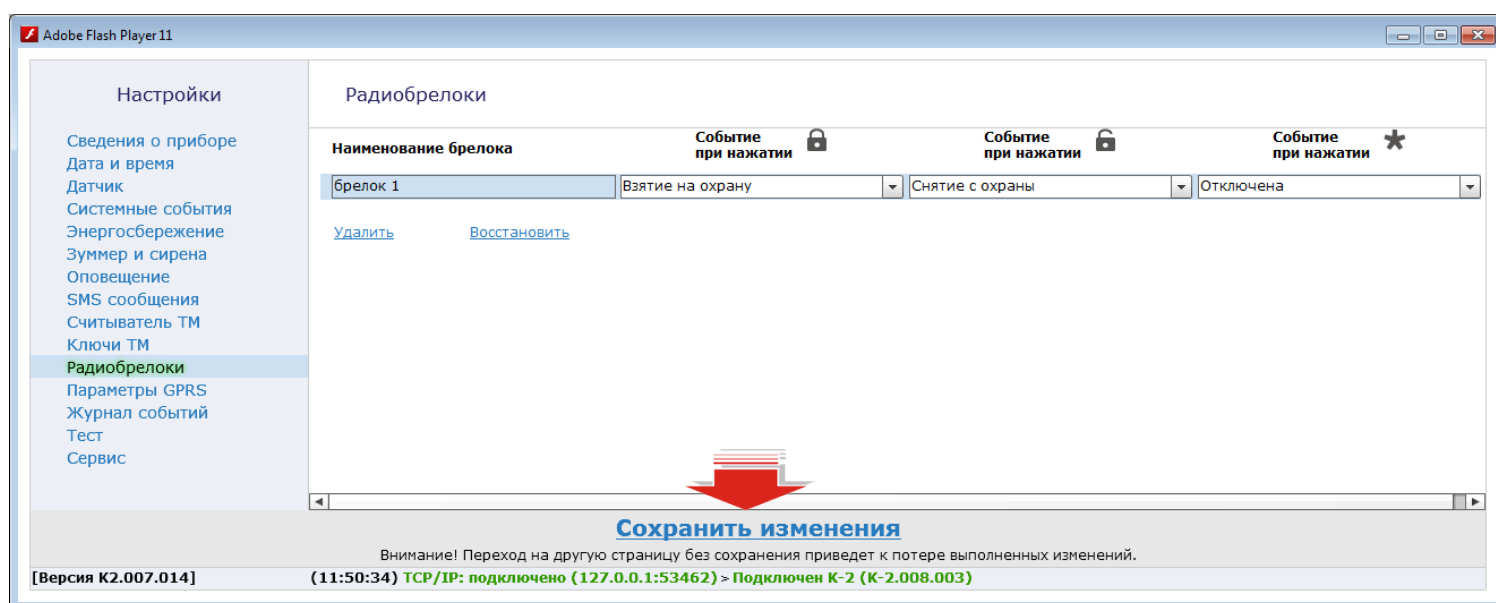 Adobe Flash Player 11
Настройки
Сведения о приборе
Дата и время
Датчик
Системные события
Энергосбережение
Зуммер и сирена
Оповещение
SMS сообщения
Считыватель ТМ
Ключи ТМ
Радиобрелоки
Параметры GPRS
Журнал событий
Тест
Сервис
Радиобрелоки
Наименование брелока
Событие
при нажатии
Событие
при нажатии
Событие
при нажатии
брелок 1
Взятие на охрану
Снятие с охраны
Отключена
Удалить
Восстановить
Сохранить изменения
Внимание! Переход на другую страницу без сохранения приведет к потере выполненных изменений.
[Версия K2.007.014]
(11:50:34) TCP/IP: подключено (127.0.0.1:53462) > Подключен K-2 (K-2.008.003)